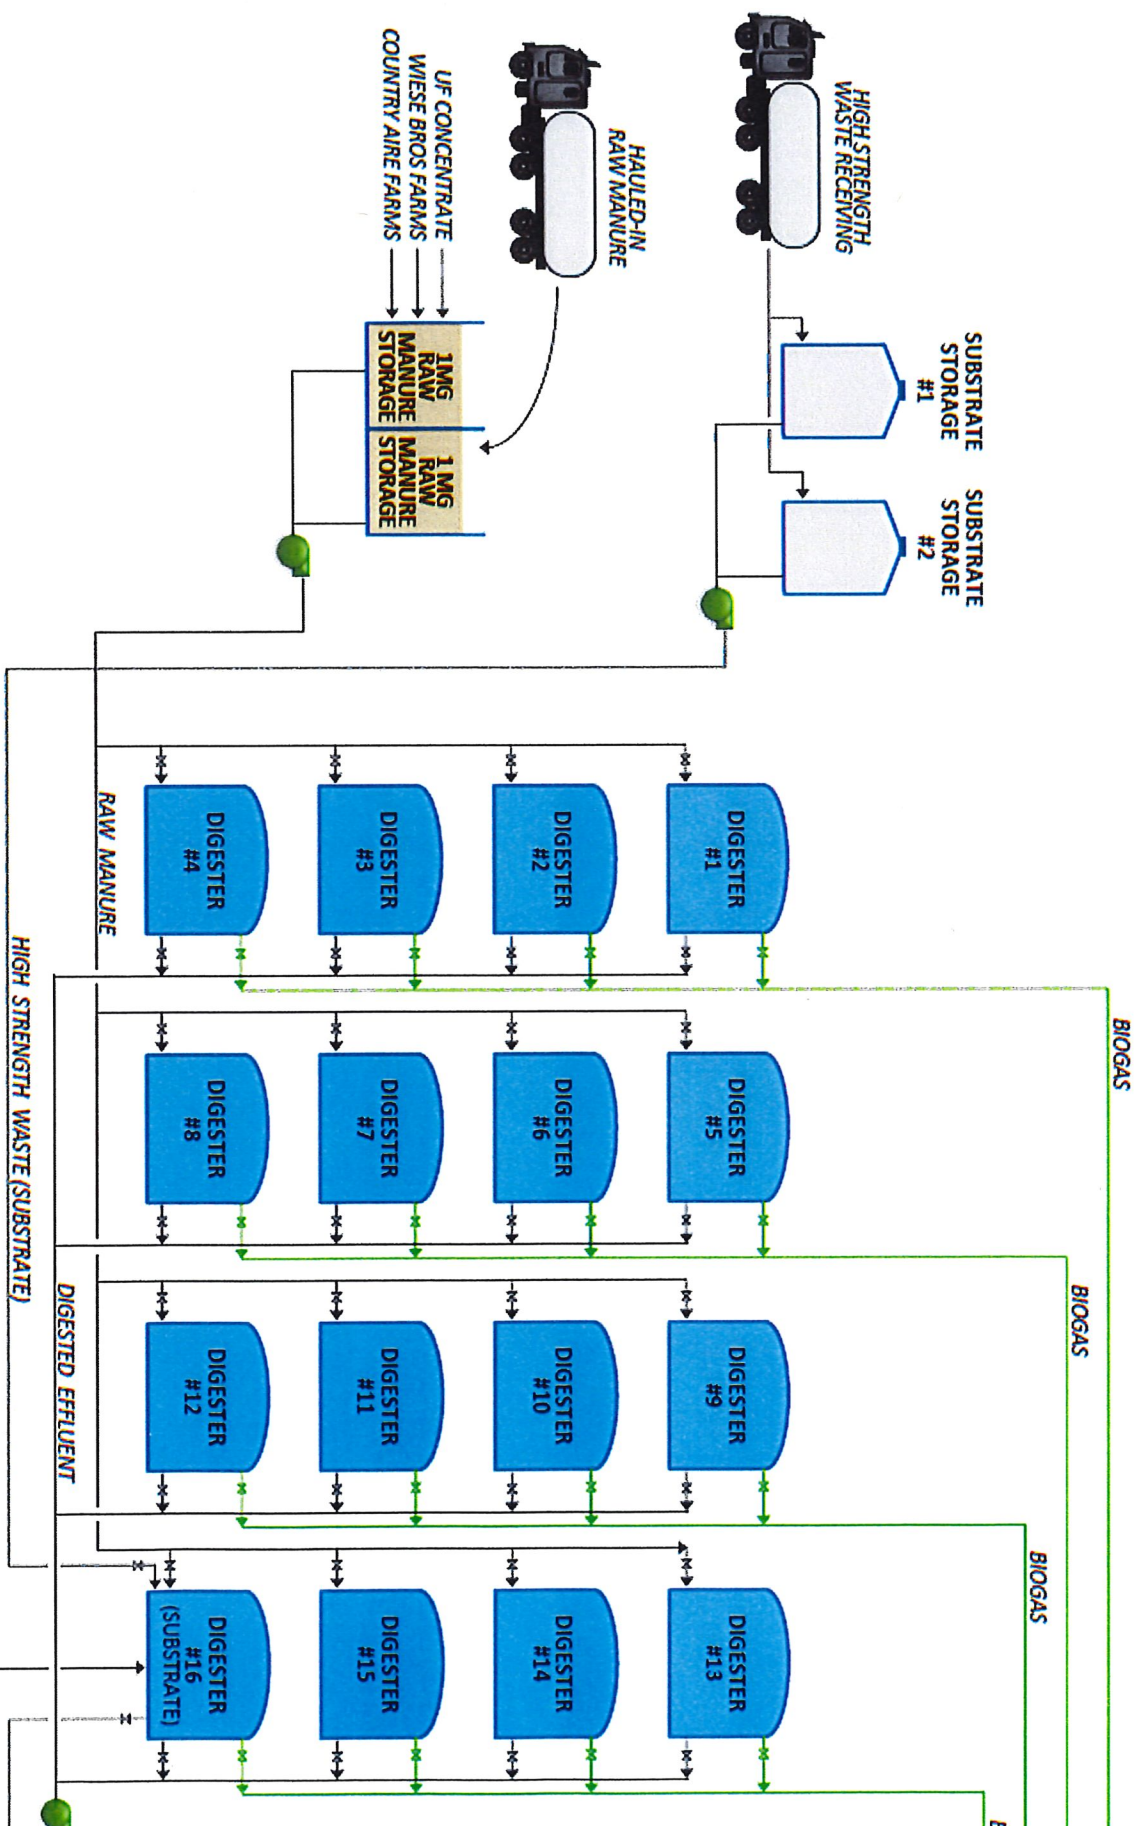 HIGH STRENGTH
WASTE RECEIVING
SUBSTRATE
STORAGE
#1
SUBSTRATE
STORAGE
#2
HAULED-IN
RAW MANURE
UF CONCENTRATE
WIESE BROS FARMS
COUNTRY AIRE FARMS
1MG
RAW
MANURE
STORAGE
1 MG
RAW
MANURE
STORAGE
BIOGAS
BIOGAS
BIOGAS
DIGESTER
#1
DIGESTER
#5
DIGESTER
#9
DIGESTER
#13
DIGESTER
#2
DIGESTER
#6
DIGESTER
#10
DIGESTER
#14
DIGESTER
#3
DIGESTER
#7
DIGESTER
#11
DIGESTER
#15
DIGESTER
#4
DIGESTER
#8
DIGESTER
#12
DIGESTER
#16
(SUBSTRATE)
RAW MANURE
DIGESTED EFFLUENT
HIGH STRENGTH WASTE (SUBSTRATE)